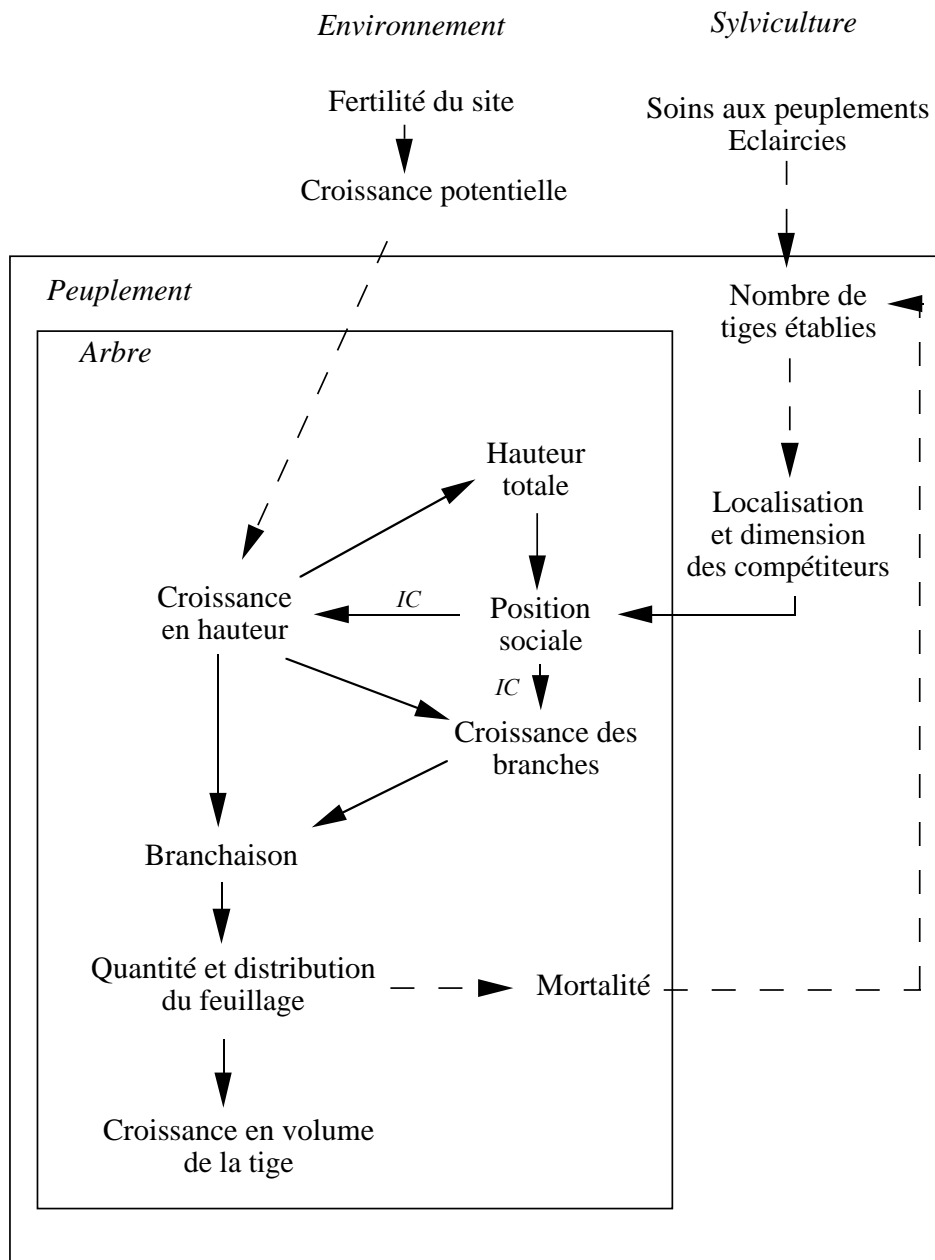 Environnement
Sylviculture
Fertilité du site
Soins aux peuplements
Eclaircies
Croissance potentielle
Peuplement
Nombre de
tiges établies
Arbre
Hauteur
totale
Localisation
et dimension
des compétiteurs
Croissance
en hauteur
IC
Position
sociale
IC
Croissance des
branches
Branchaison
Quantité et distribution
du feuillage
Mortalité
Croissance en volume
de la tige